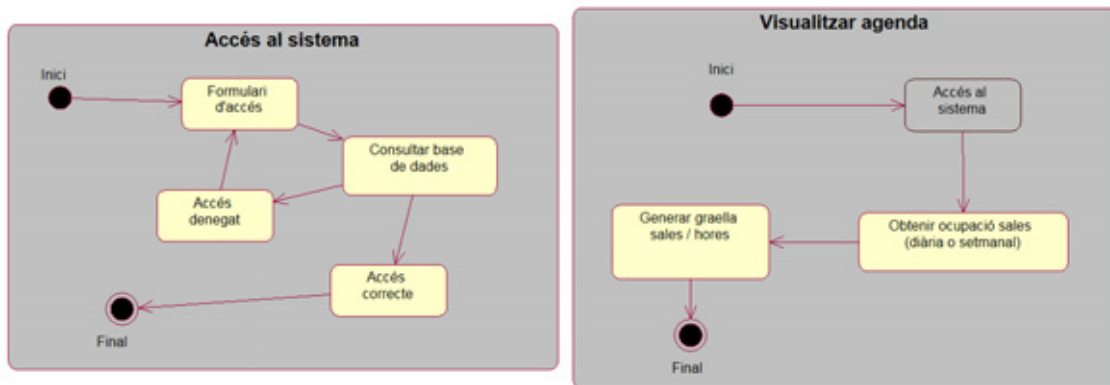 Accés al sistema
Inici
Formulari
d'accés
Consultar base
de dades
Accés
denegat
Accés
correcte
Final
Visualitzar agenda
Inici
Accés al
sistema
Obtenir ocupació sales
(diària o setmanal)
Generar graella
sales / hores
Final